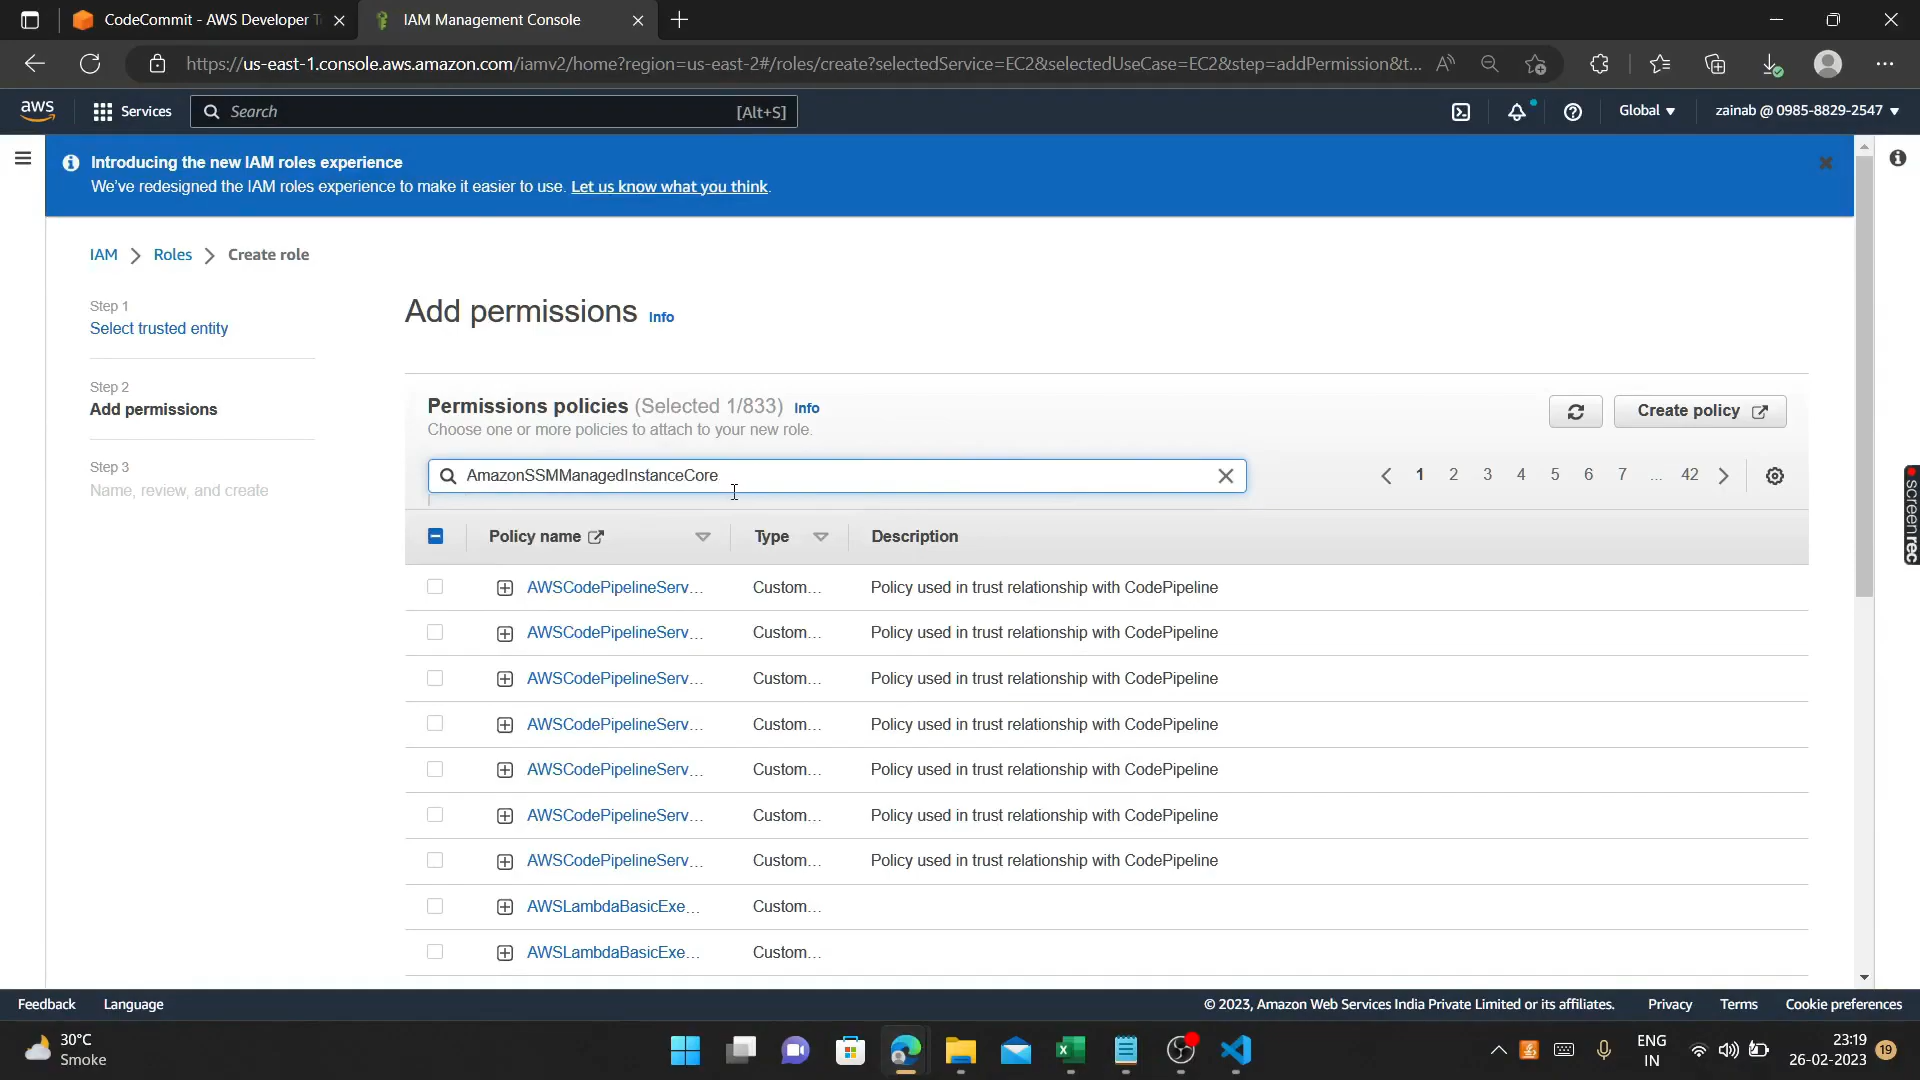 CodeCommit - AWS Developer T
IAM Management Console
https://us-east-1.console.aws.amazon.com/iamv2/home?region=us-east-2#/roles/create?selectedService=EC2&selectedUseCase=EC2&step=addPermission&t...
aws
Services
Search
[Alt+S]
Global
zainab @ 0985-8829-2547
Introducing the new IAM roles experience
We've redesigned the IAM roles experience to make it easier to use. Let us know what you think.
IAM
Roles
Create role
Step 1
Select trusted entity
Step 2
Add permissions
Step 3
Name, review, and create
Add permissions
Info
Permissions policies (Selected 1/833) Info
Choose one or more policies to attach to your new role.
Create policy
AmazonSSMManagedInstanceCore
1 2 3 4 5 6 7 ... 42
Policy name
Type
Description
AWSCodePipelineServ... Custom... Policy used in trust relationship with CodePipeline
AWSCodePipelineServ... Custom... Policy used in trust relationship with CodePipeline
AWSCodePipelineServ... Custom... Policy used in trust relationship with CodePipeline
AWSCodePipelineServ... Custom... Policy used in trust relationship with CodePipeline
AWSCodePipelineServ... Custom... Policy used in trust relationship with CodePipeline
AWSCodePipelineServ... Custom... Policy used in trust relationship with CodePipeline
AWSCodePipelineServ... Custom... Policy used in trust relationship with CodePipeline
AWSLambdaBasicExe... Custom...
AWSLambdaBasicExe... Custom...
screenrec
Feedback
Language
© 2023, Amazon Web Services India Private Limited or its affiliates.
Privacy
Terms
Cookie preferences
30°C
Smoke
ENG
IN
23:19
26-02-2023
19